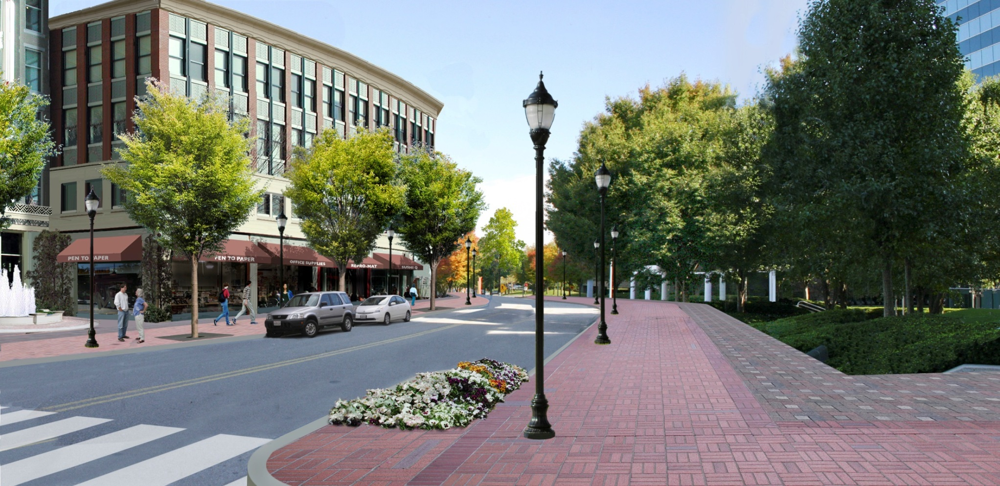 PEN TO PAPER
PEN TO PAPER
OFFICE SUPPLIES
REPRO-MAT
SUSHI Q